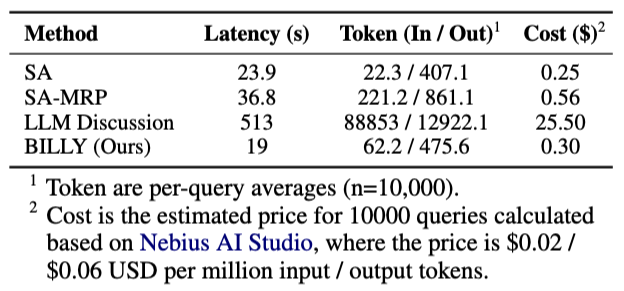 Method Latency (s) Token (In / Out)¹ Cost ($)²
SA 23.9 22.3 / 407.1 0.25
SA-MRP 36.8 221.2 / 861.1 0.56
LLM Discussion 513 88853 / 12922.1 25.50
BILLY (Ours) 19 62.2 / 475.6 0.30
¹ Token are per-query averages (n=10,000).
² Cost is the estimated price for 10000 queries calculated
based on Nebius AI Studio, where the price is $0.02 /
$0.06 USD per million input / output tokens.